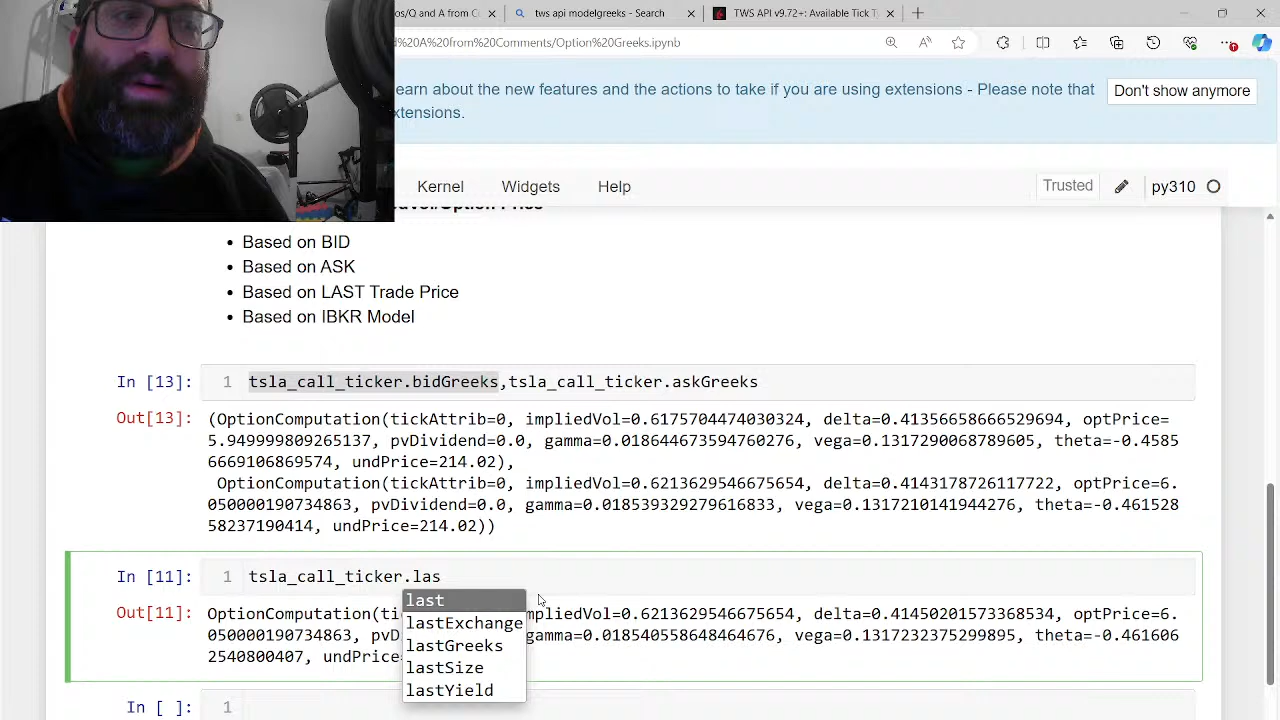 os/Q and A from C
tws api modelgreeks - Search
TWS API v9.72+: Available Tick T
d%20A%20from%20Comments/Option%20Greeks.ipynb
earn about the new features and the actions to take if you are using extensions - Please note that
xtensions.
Don't show anymore
Kernel
Widgets
Help
Trusted
py310
Based on BID
Based on ASK
Based on LAST Trade Price
Based on IBKR Model
In [13]:
1 tsla_call_ticker.bidGreeks,tsla_call_ticker.askGreeks
Out[13]:
(OptionComputation(tickAttrib=0, impliedVol=0.6175704474030324, delta=0.41356658666529694, optPrice=
5.949999809265137, pvDividend=0.0, gamma=0.018644673594760276, vega=0.1317290068789605, theta=-0.4585
6669106869574, undPrice=214.02),
OptionComputation(tickAttrib=0, impliedVol=0.6213629546675654, delta=0.4143178726117722, optPrice=6.
050000190734863, pvDividend=0.0, gamma=0.018539329279616833, vega=0.1317210141944276, theta=-0.461528
58237190414, undPrice=214.02))
In [11]:
1 tsla_call_ticker.las
Out[11]:
OptionComputation(ti
mpliedVol=0.6213629546675654, delta=0.41450201573368534, optPrice=6.
050000190734863, pvD
ega=0.018540558648464676, vega=0.1317232375299895, theta=-0.461606
2540800407, undPrice=
last
lastExchange
lastGreeks
lastSize
lastYield
In [ ]:
1